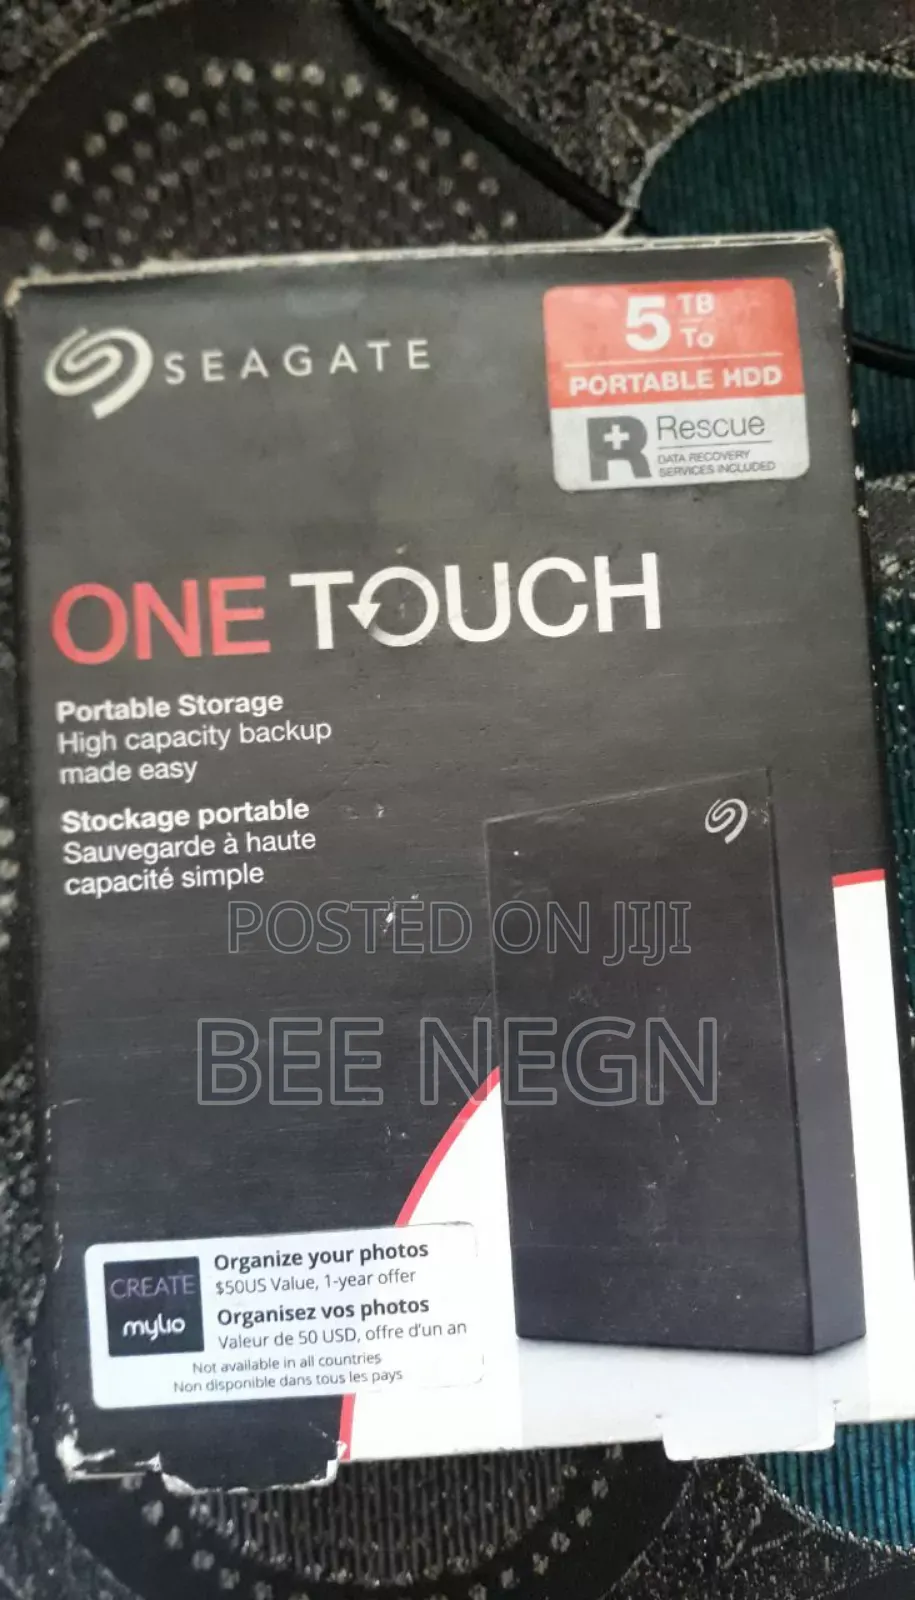 SEAGATE
5 TB
To
PORTABLE HDD
R Rescue
DATA RECOVERY
SERVICES INCLUDED
ONE TOUCH
Portable Storage
High capacity backup
made easy
Stockage portable
Sauvegarde à haute
capacité simple
POSTED ON JIJI
BEE NEGN
CREATE
mylio
Organize your photos
$50US Value, 1-year offer
Organisez vos photos
Valeur de 50 USD, offre d'un an
Not available in all countries
Non disponible dans tous les pays